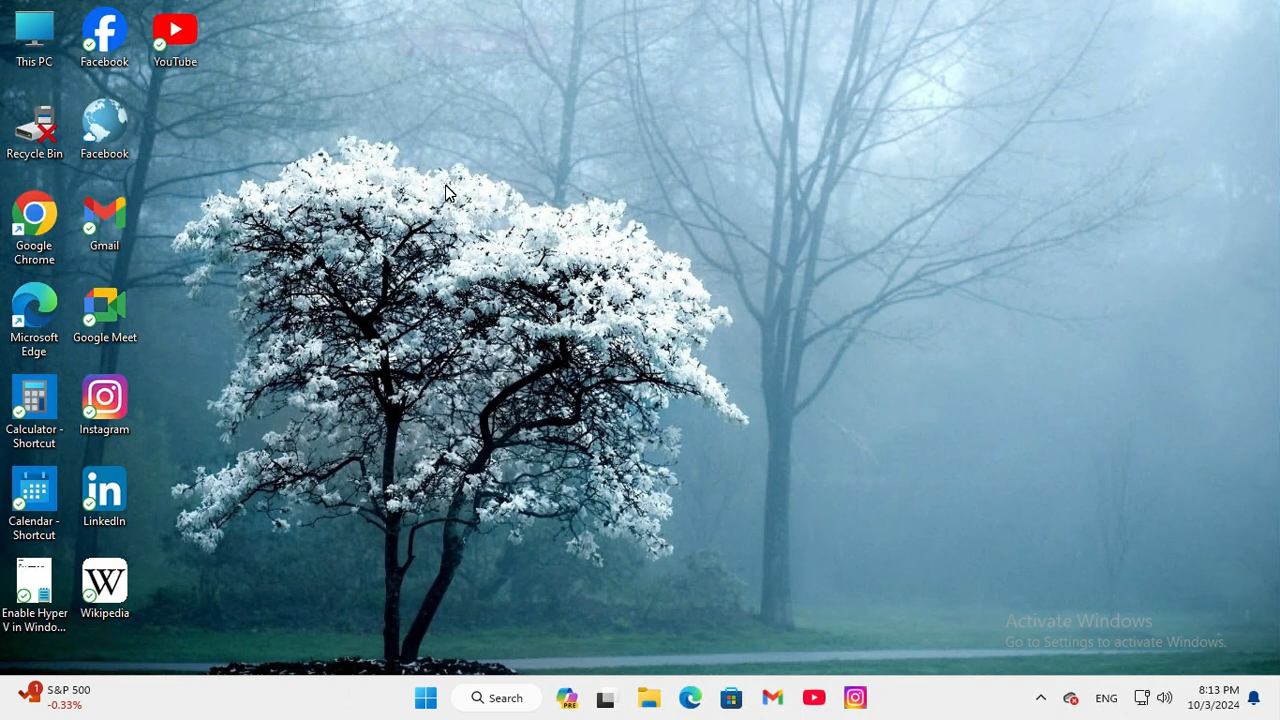 This PC
Facebook
YouTube
Recycle Bin
Facebook
Google
Chrome
Gmail
Microsoft
Edge
Google Meet
Calculator -
Shortcut
Instagram
Calendar -
Shortcut
LinkedIn
Enable Hyper
V in Windo...
Wikipedia
Activate Windows
Go to Settings to activate Windows.
1
S&P 500
-0.33%
Search
PRE
ENG
8:13 PM
10/3/2024